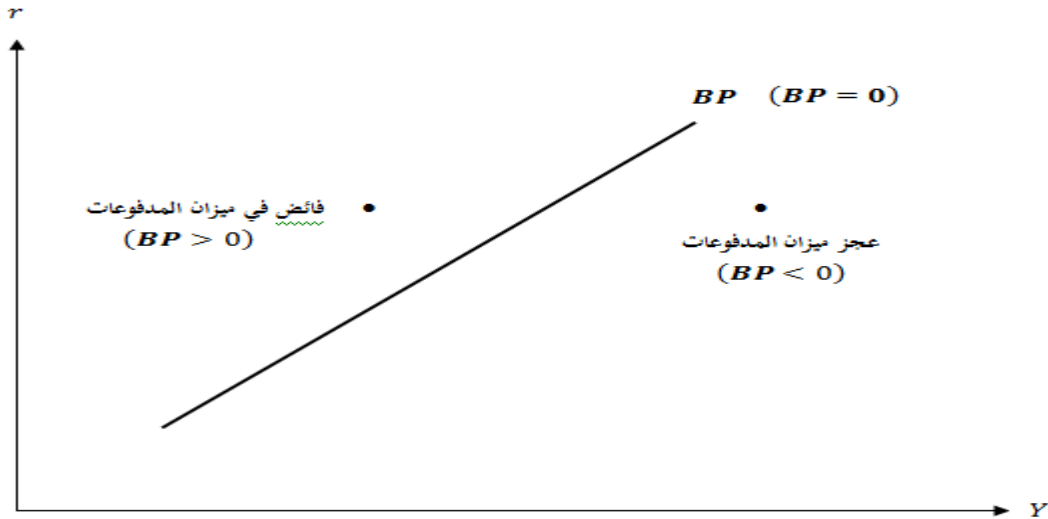 r
BP (BP = 0)
فائض في ميزان المدفوعات
(BP > 0)
عجز ميزان المدفوعات
(BP < 0)
Y